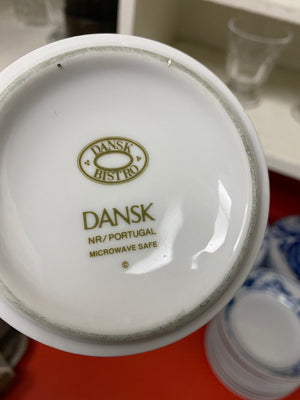 DANSK
BISTRO
DANSK
NR/PORTUGAL
MICROWAVE SAFE
©